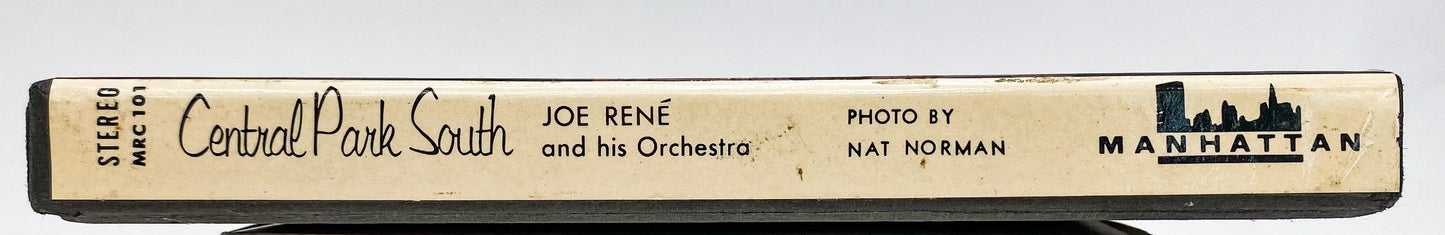 STEREO
MRC 101
Central Park South
JOE RENÉ
and his Orchestra
PHOTO BY
NAT NORMAN
MANHATTAN